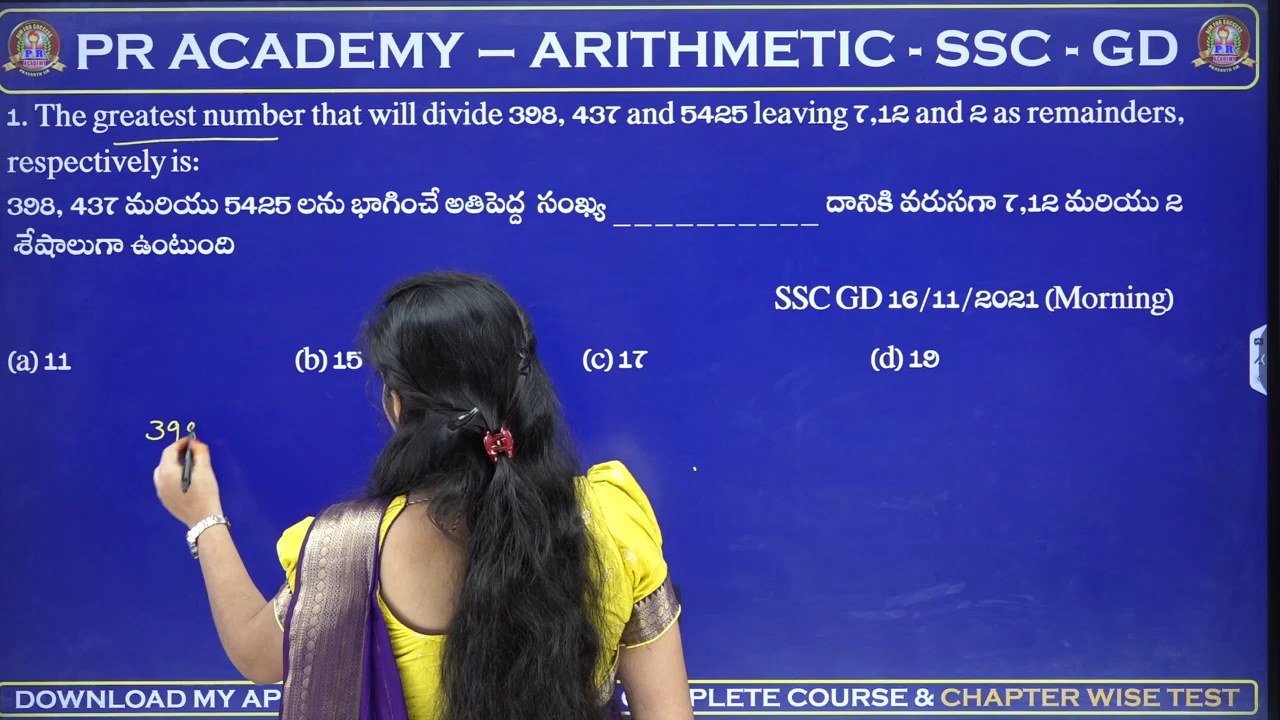 PR ACADEMY – ARITHMETIC - SSC - GD
1. The greatest number that will divide 398, 437 and 5425 leaving 7,12 and 2 as remainders,
respectively is:
398, 437 మరియు 5425 లను భాగించే అతిపెద్ద సంఖ్య __________ దానికి వరుసగా 7,12 మరియు 2
శేషాలుగా ఉంటుంది
SSC GD 16/11/2021 (Morning)
(a) 11 (b) 15 (c) 17 (d) 19
398
DOWNLOAD MY AP PLETE COURSE & CHAPTER WISE TEST